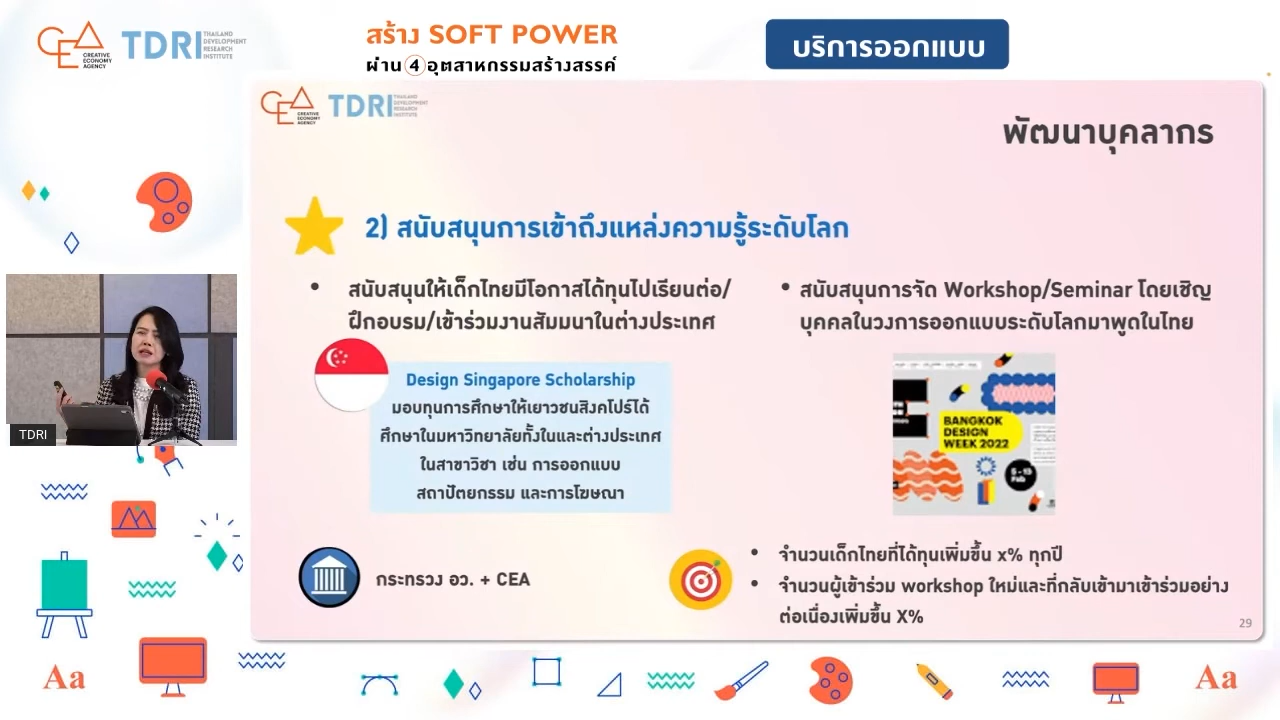 CEA CREATIVE ECONOMY AGENCY
TDRI THAILAND DEVELOPMENT RESEARCH INSTITUTE
สร้าง SOFT POWER
ผ่าน 4 อุตสาหกรรมสร้างสรรค์
บริการออกแบบ
CEA CREATIVE ECONOMY AGENCY
TDRI THAILAND DEVELOPMENT RESEARCH INSTITUTE
พัฒนาบุคลากร
2) สนับสนุนการเข้าถึงแหล่งความรู้ระดับโลก
• สนับสนุนให้เด็กไทยมีโอกาสได้ทุนไปเรียนต่อ/
ฝึกอบรม/เข้าร่วมงานสัมมนาในต่างประเทศ
Design Singapore Scholarship
มอบทุนการศึกษาให้เยาวชนสิงคโปร์ได้
ศึกษาในมหาวิทยาลัยทั้งในและต่างประเทศ
ในสาขาวิชา เช่น การออกแบบ
สถาปัตยกรรม และการโฆษณา
• สนับสนุนการจัด Workshop/Seminar โดยเชิญ
บุคคลในวงการออกแบบระดับโลกมาพูดในไทย
BANGKOK
DESIGN
WEEK 2022
5 - 13
Feb
กระทรวง อว. + CEA
• จำนวนเด็กไทยที่ได้ทุนเพิ่มขึ้น x% ทุกปี
• จำนวนผู้เข้าร่วม workshop ใหม่และที่กลับเข้ามาเข้าร่วมอย่าง
ต่อเนื่องเพิ่มขึ้น X%
29
TDRI
Aa
Aa